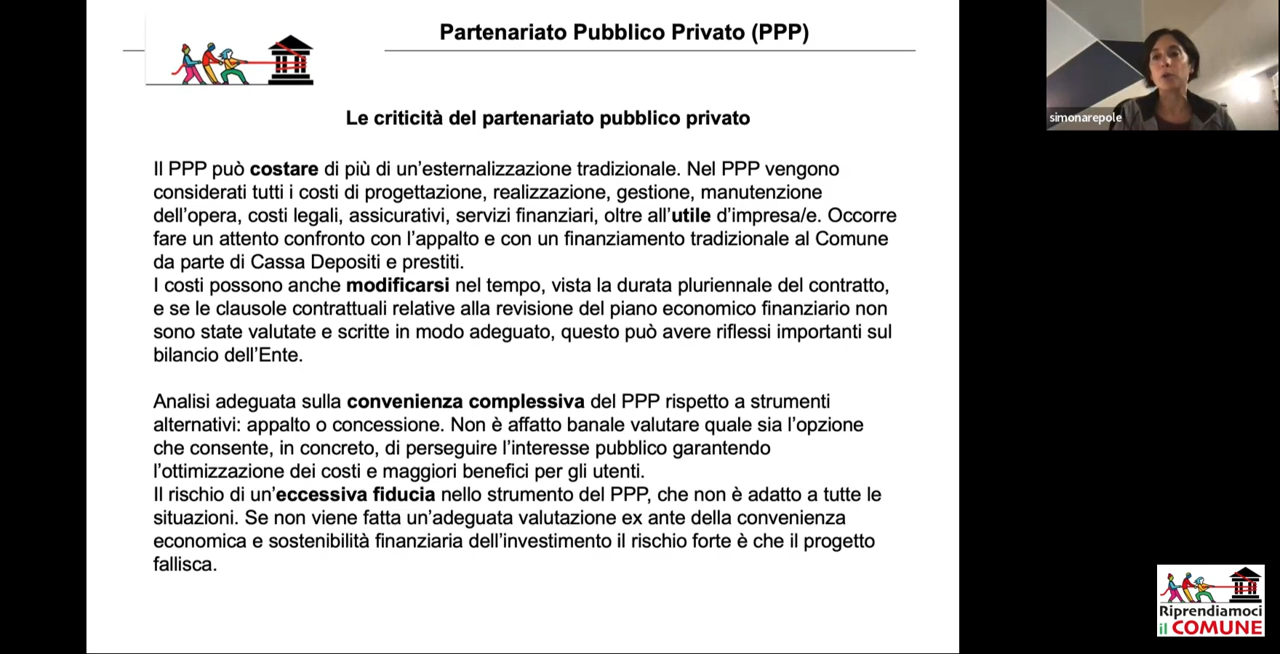 Partenariato Pubblico Privato (PPP)
Le criticità del partenariato pubblico privato
Il PPP può costare di più di un'esternalizzazione tradizionale. Nel PPP vengono
considerati tutti i costi di progettazione, realizzazione, gestione, manutenzione
dell'opera, costi legali, assicurativi, servizi finanziari, oltre all'utile d'impresa/e. Occorre
fare un attento confronto con l'appalto e con un finanziamento tradizionale al Comune
da parte di Cassa Depositi e prestiti.
I costi possono anche modificarsi nel tempo, vista la durata pluriennale del contratto,
e se le clausole contrattuali relative alla revisione del piano economico finanziario non
sono state valutate e scritte in modo adeguato, questo può avere riflessi importanti sul
bilancio dell'Ente.
Analisi adeguata sulla convenienza complessiva del PPP rispetto a strumenti
alternativi: appalto o concessione. Non è affatto banale valutare quale sia l'opzione
che consente, in concreto, di perseguire l'interesse pubblico garantendo
l'ottimizzazione dei costi e maggiori benefici per gli utenti.
Il rischio di un'eccessiva fiducia nello strumento del PPP, che non è adatto a tutte le
situazioni. Se non viene fatta un'adeguata valutazione ex ante della convenienza
economica e sostenibilità finanziaria dell'investimento il rischio forte è che il progetto
fallisca.
simonarepole
Riprendiamoci
il COMUNE